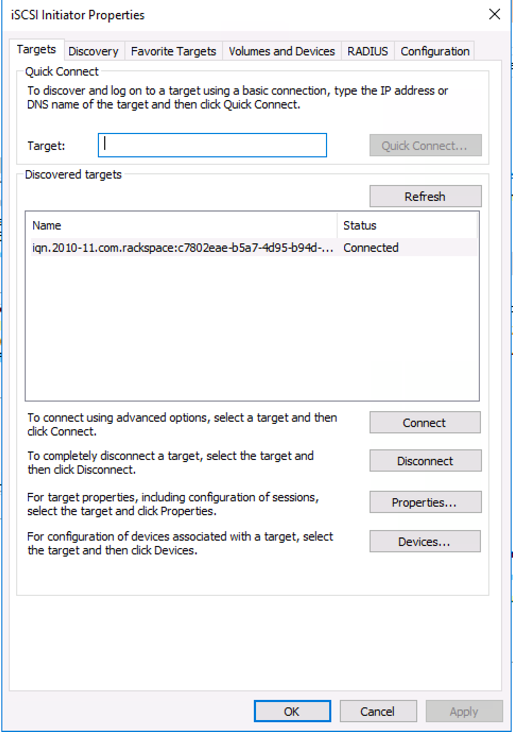 iSCSI Initiator Properties
Targets Discovery Favorite Targets Volumes and Devices RADIUS Configuration
Quick Connect
To discover and log on to a target using a basic connection, type the IP address or
DNS name of the target and then click Quick Connect.
Target: Quick Connect...
Discovered targets
Refresh
Name Status
iqn.2010-11.com.rackspace:c7802eae-b5a7-4d95-b94d-... Connected
To connect using advanced options, select a target and then
click Connect.
Connect
To completely disconnect a target, select the target and
then click Disconnect.
Disconnect
For target properties, including configuration of sessions,
select the target and click Properties.
Properties...
For configuration of devices associated with a target, select
the target and then click Devices.
Devices...
OK Cancel Apply